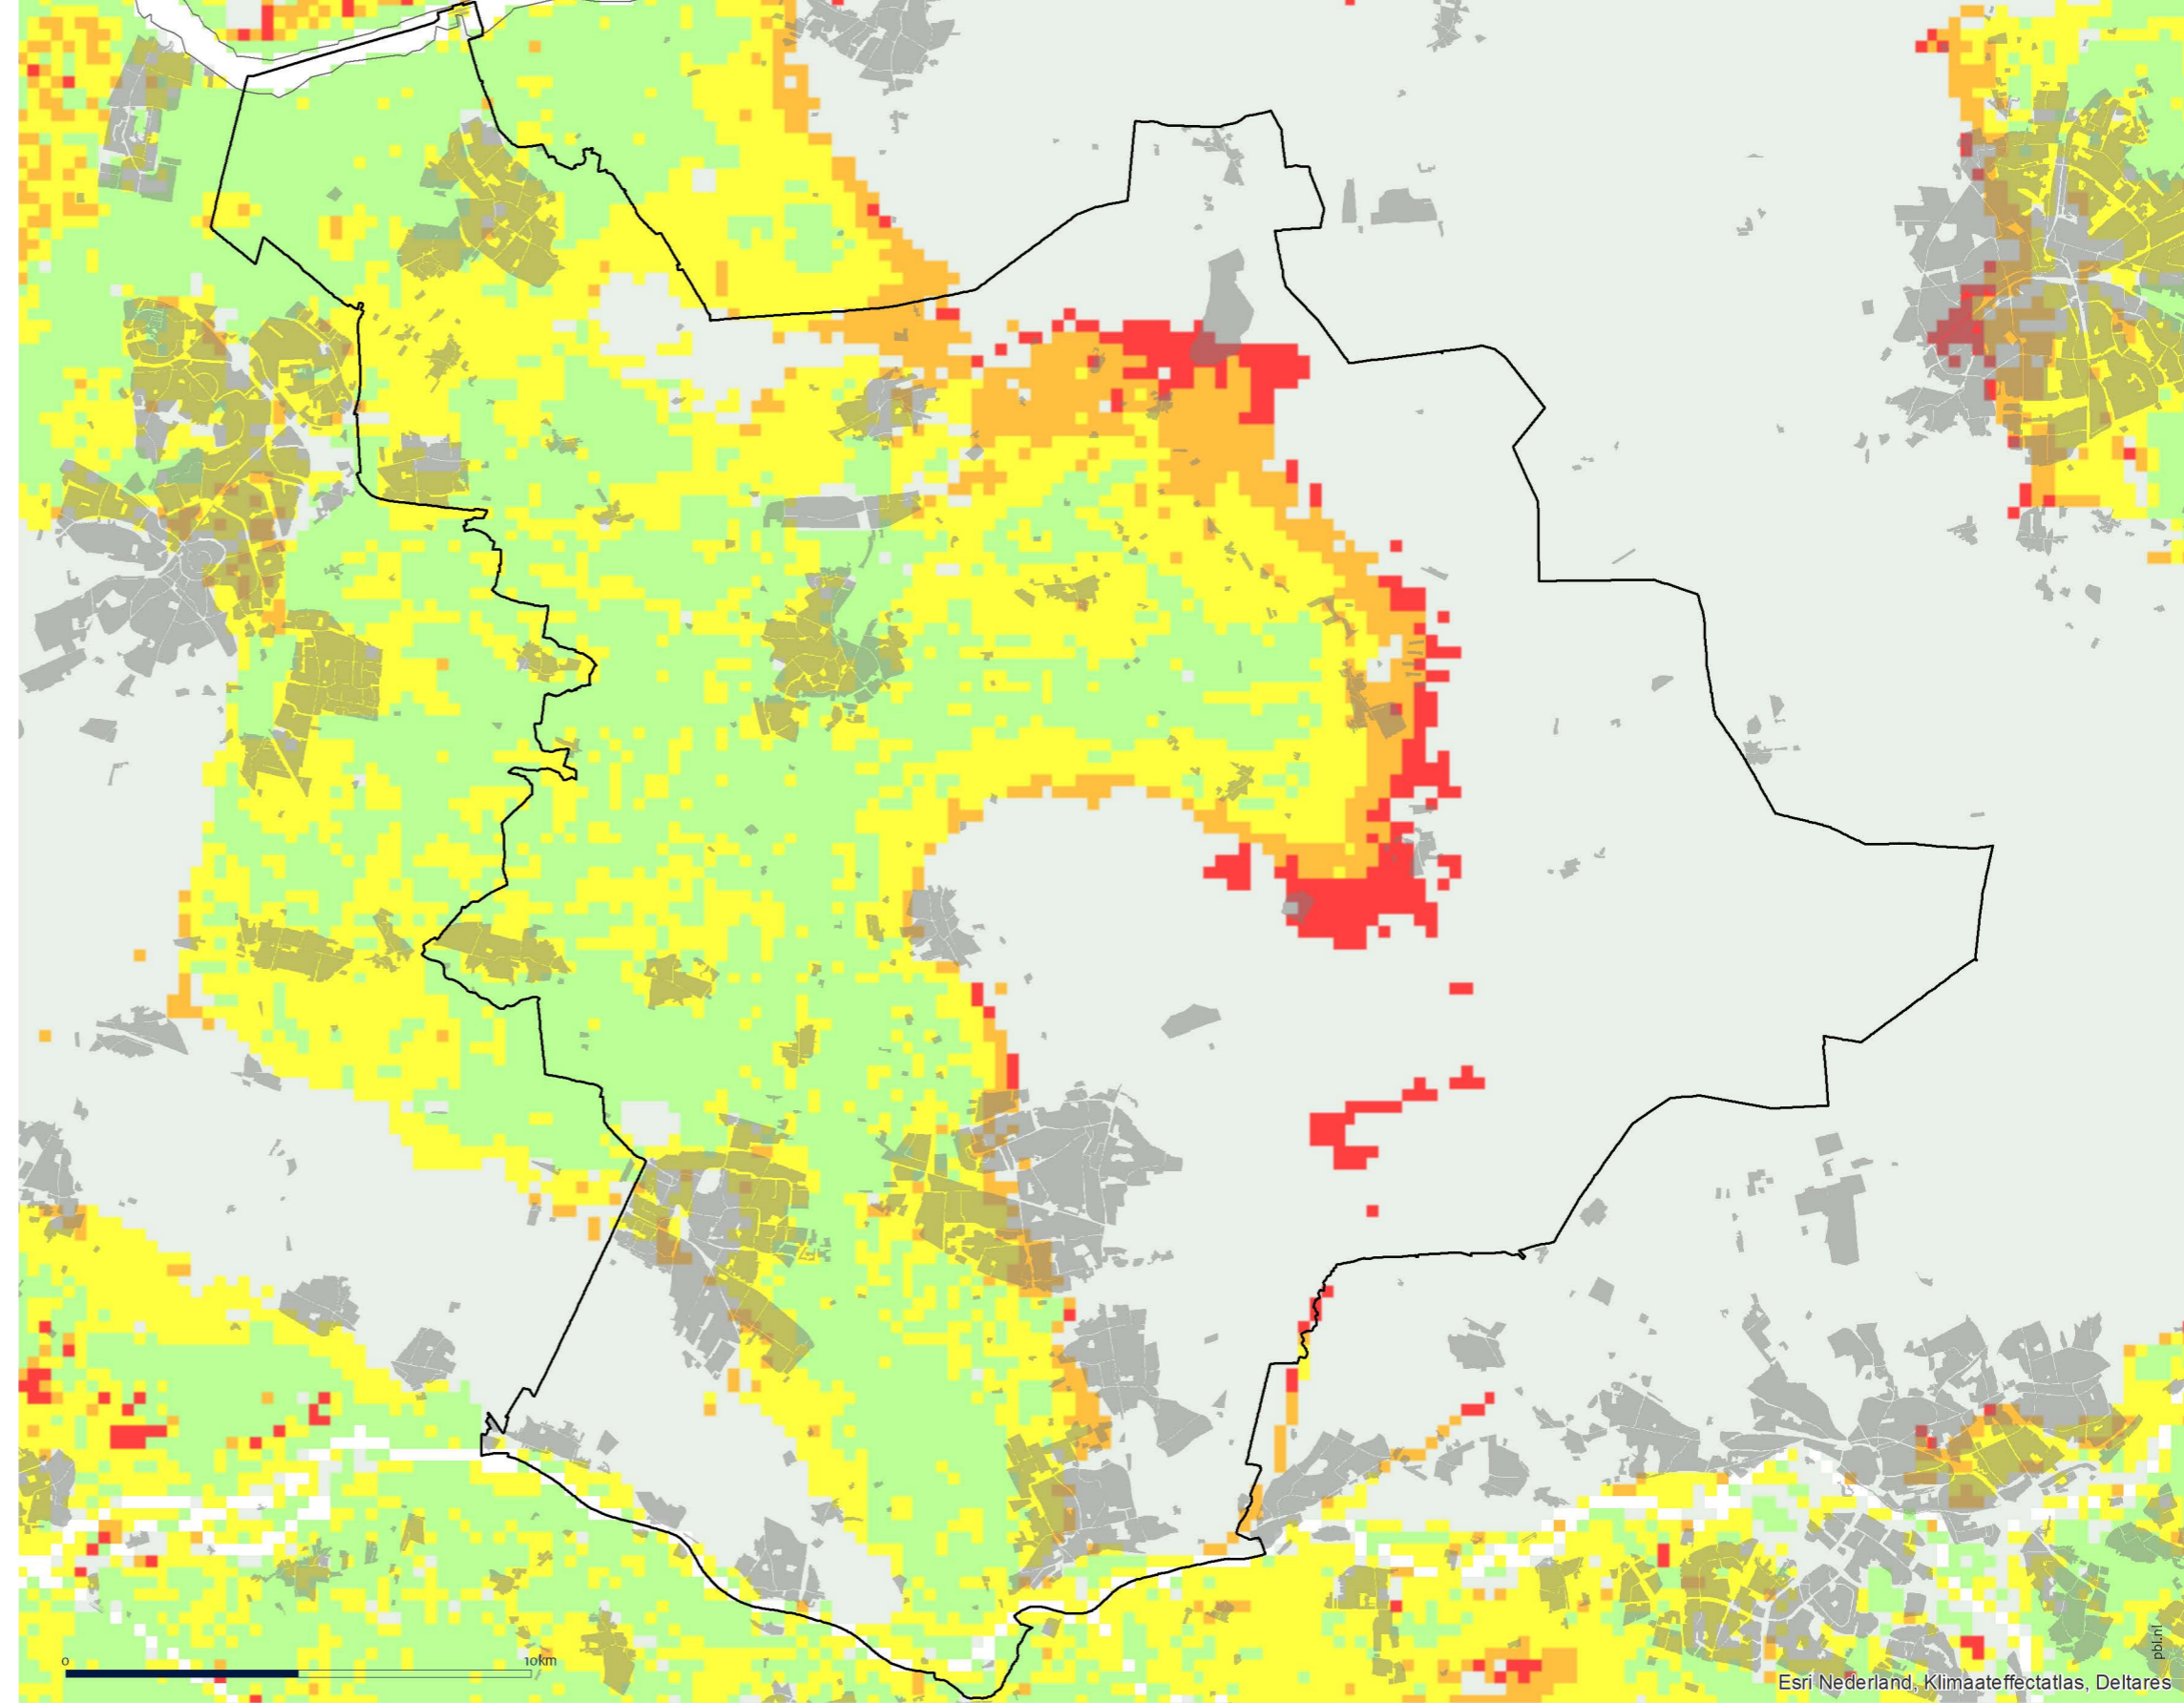 0 10km
pbl.nl
Esri Nederland, Klimaateffectatlas, Deltares